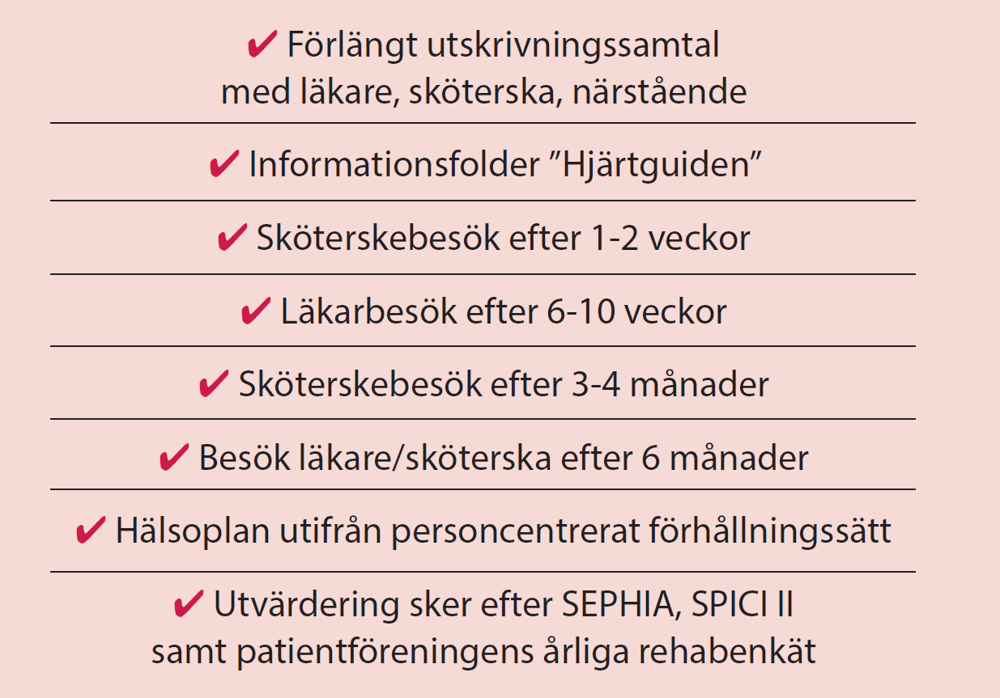 ✔ Förlängt utskrivningssamtal
med läkare, sköterska, närstående
✔ Informationsfolder ”Hjärtguiden”
✔ Sköterskebesök efter 1-2 veckor
✔ Läkarbesök efter 6-10 veckor
✔ Sköterskebesök efter 3-4 månader
✔ Besök läkare/sköterska efter 6 månader
✔ Hälsoplan utifrån personcentrerat förhållningssätt
✔ Utvärdering sker efter SEPHIA, SPICI II
samt patientföreningens årliga rehabenkät